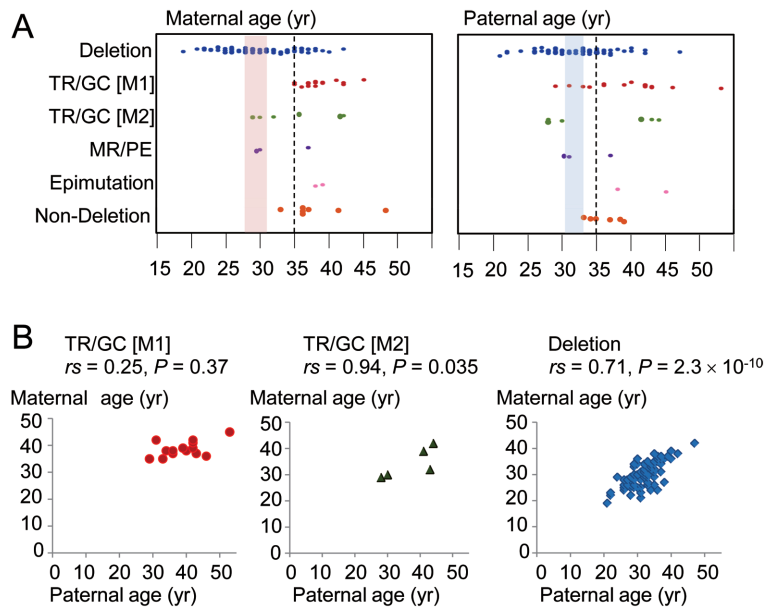 A
Maternal age (yr)
Paternal age (yr)
Deletion
TR/GC [M1]
TR/GC [M2]
MR/PE
Epimutation
Non-Deletion
15 20 25 30 35 40 45 50
15 20 25 30 35 40 45 50
B
TR/GC [M1]
rs = 0.25, P = 0.37
Maternal age (yr)
50
40
30
20
10
0
0 10 20 30 40 50
Paternal age (yr)
TR/GC [M2]
rs = 0.94, P = 0.035
Maternal age (yr)
50
40
30
20
10
0
0 10 20 30 40 50
Paternal age (yr)
Deletion
rs = 0.71, P = 2.3 × 10⁻¹⁰
Maternal age (yr)
50
40
30
20
10
0
0 10 20 30 40 50
Paternal age (yr)